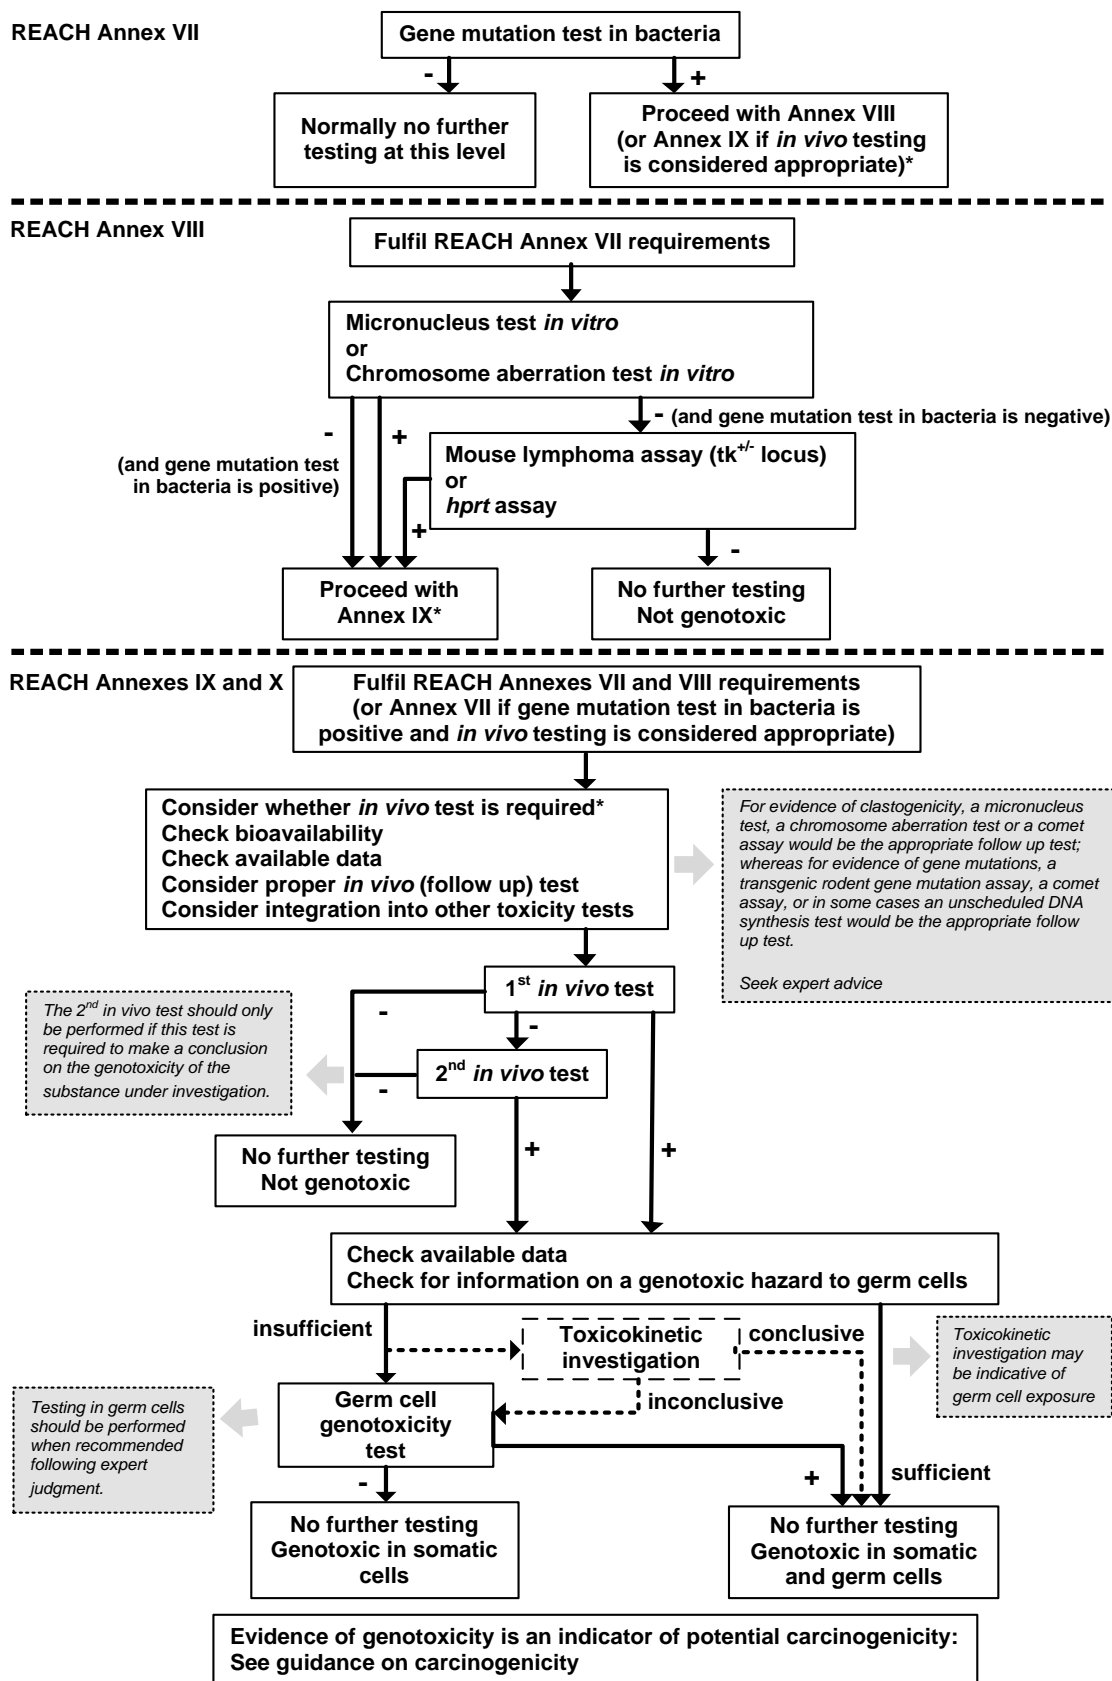 REACH Annex VII
Gene mutation test in bacteria
-
+
Normally no further
testing at this level
Proceed with Annex VIII
(or Annex IX if in vivo testing
is considered appropriate)*
REACH Annex VIII
Fulfil REACH Annex VII requirements
Micronucleus test in vitro
or
Chromosome aberration test in vitro
-
(and gene mutation test
in bacteria is positive)
+
- (and gene mutation test in bacteria is negative)
Mouse lymphoma assay (tk+/- locus)
or
hprt assay
+
-
Proceed with
Annex IX*
No further testing
Not genotoxic
REACH Annexes IX and X
Fulfil REACH Annexes VII and VIII requirements
(or Annex VII if gene mutation test in bacteria is
positive and in vivo testing is considered appropriate)
Consider whether in vivo test is required*
Check bioavailability
Check available data
Consider proper in vivo (follow up) test
Consider integration into other toxicity tests
For evidence of clastogenicity, a micronucleus
test, a chromosome aberration test or a comet
assay would be the appropriate follow up test;
whereas for evidence of gene mutations, a
transgenic rodent gene mutation assay, a comet
assay, or in some cases an unscheduled DNA
synthesis test would be the appropriate follow
up test.
Seek expert advice
1st in vivo test
-
-
The 2nd in vivo test should only
be performed if this test is
required to make a conclusion
on the genotoxicity of the
substance under investigation.
2nd in vivo test
-
+
+
No further testing
Not genotoxic
Check available data
Check for information on a genotoxic hazard to germ cells
insufficient
Toxicokinetic
investigation
conclusive
inconclusive
Toxicokinetic
investigation may
be indicative of
germ cell exposure
Testing in germ cells
should be performed
when recommended
following expert
judgment.
Germ cell
genotoxicity
test
-
+
sufficient
No further testing
Genotoxic in somatic
cells
No further testing
Genotoxic in somatic
and germ cells
Evidence of genotoxicity is an indicator of potential carcinogenicity:
See guidance on carcinogenicity